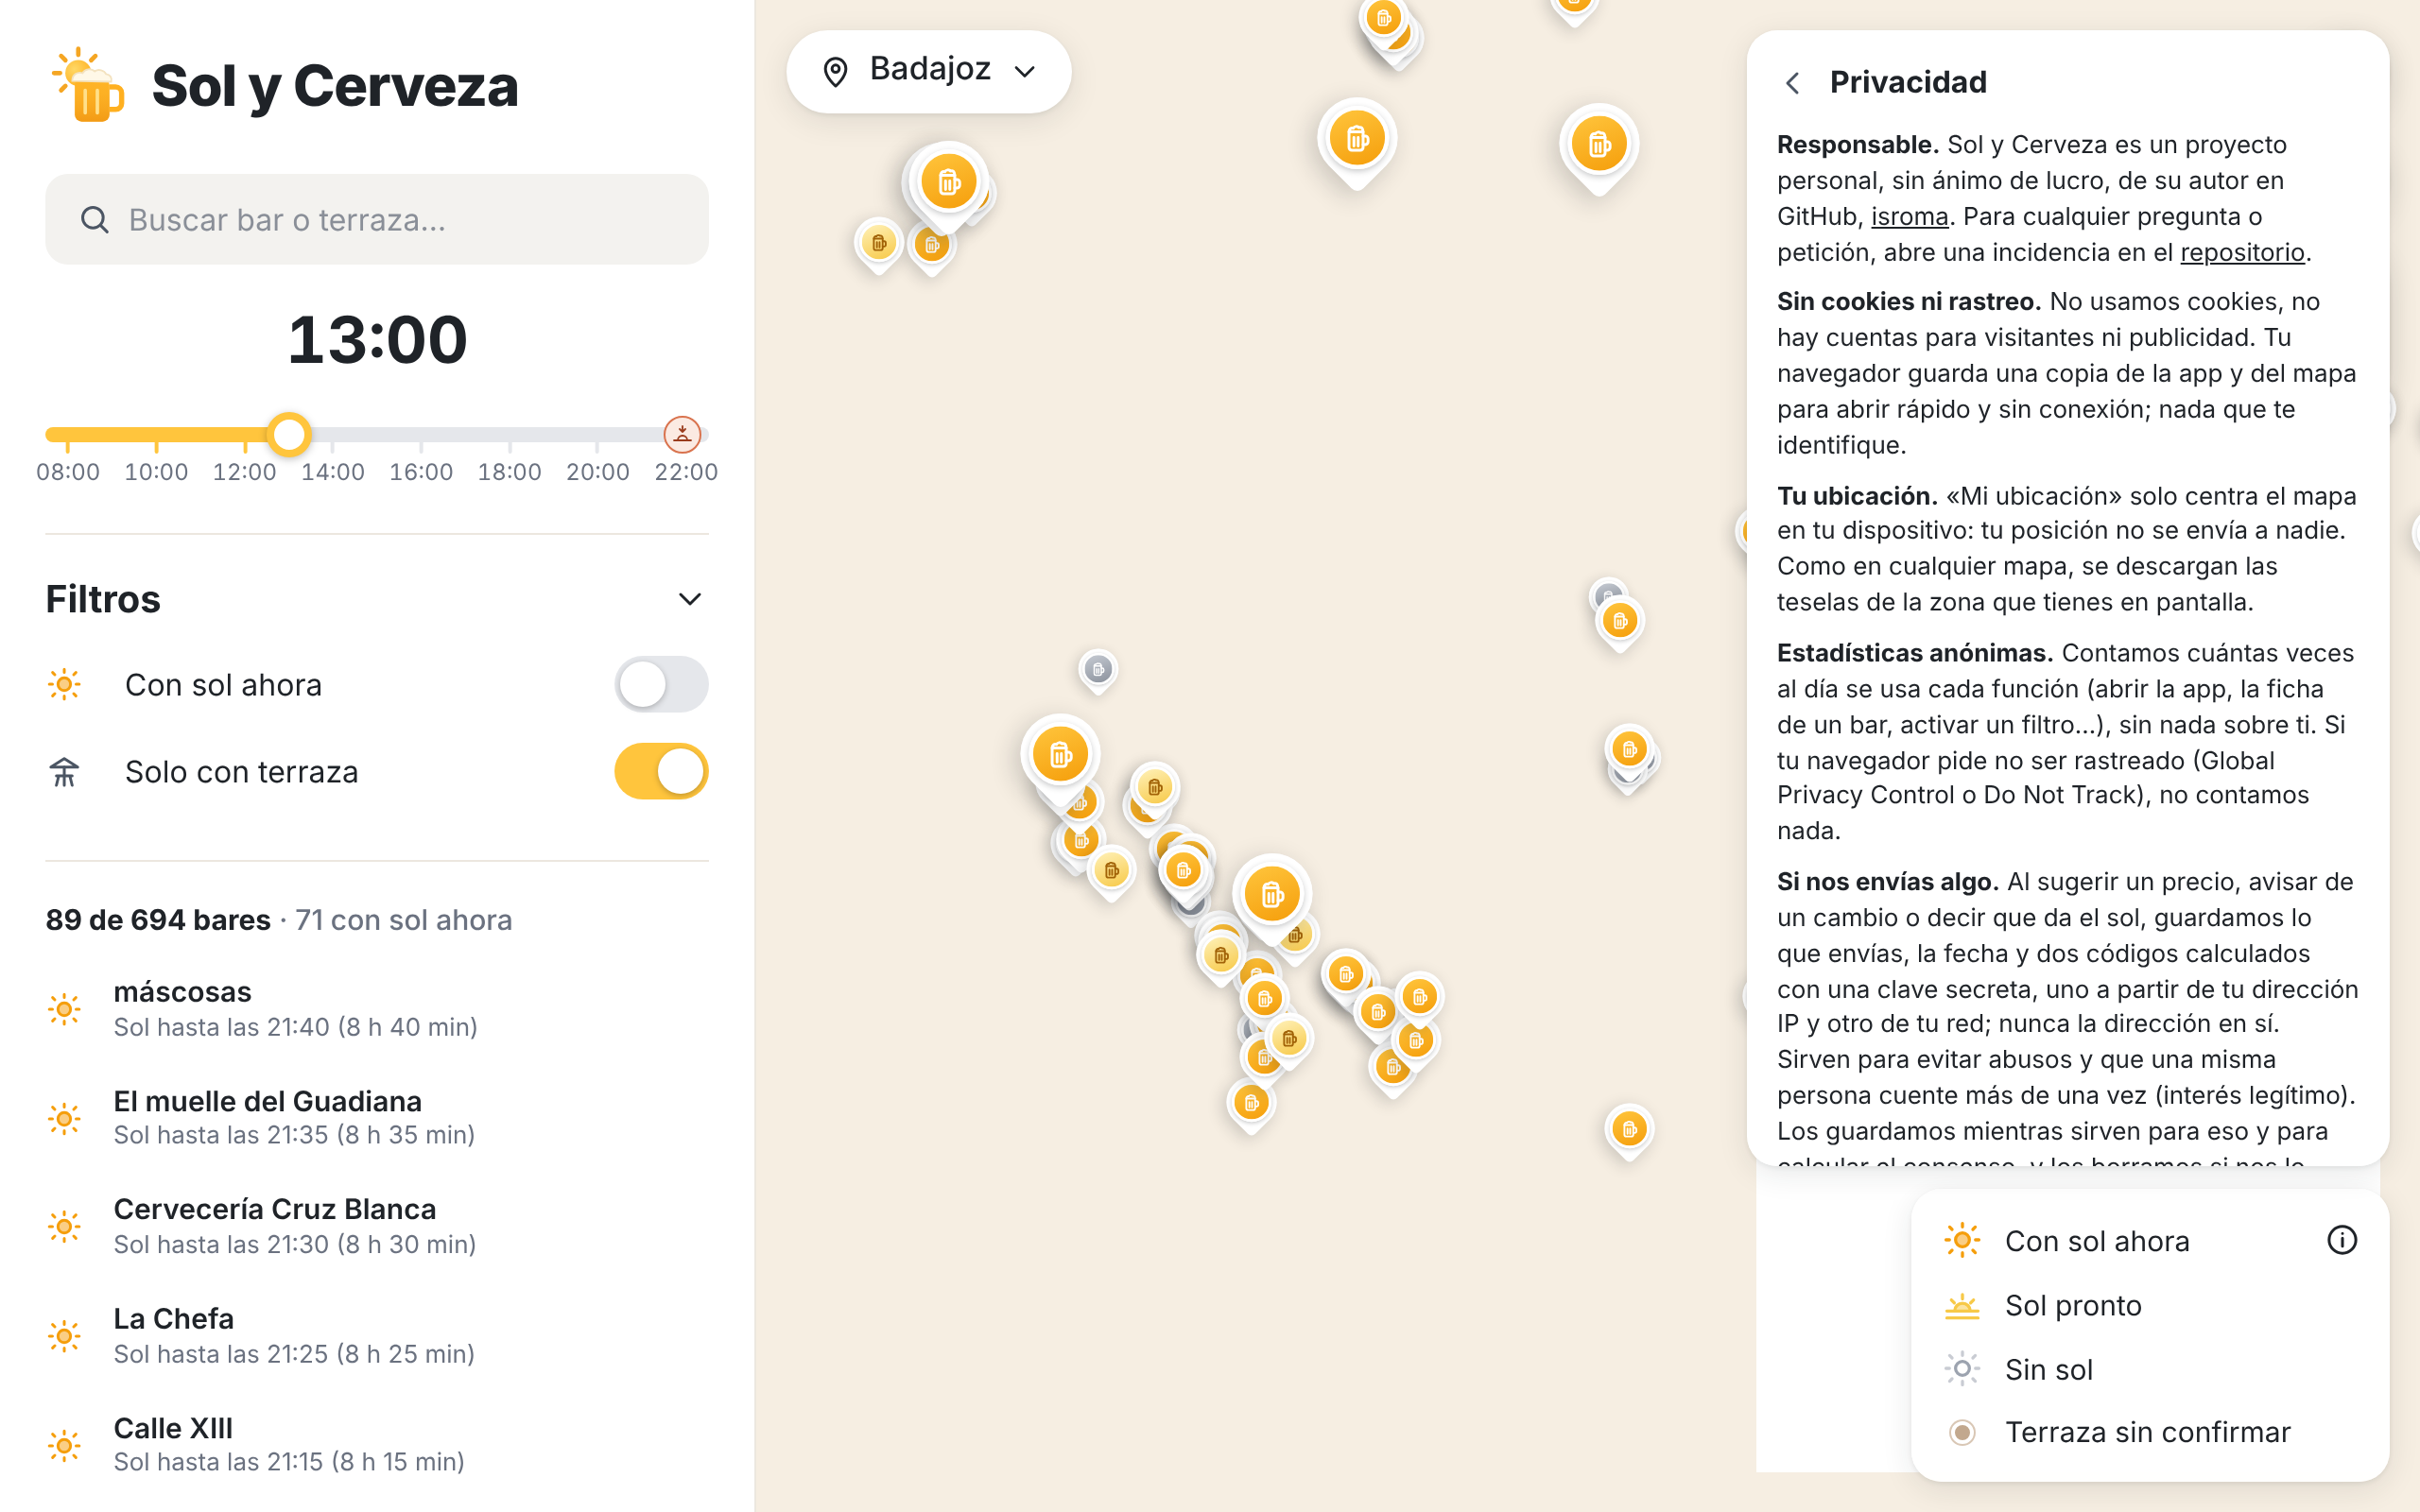 Sol y Cerveza
Buscar bar o terraza...
13:00
08:00 10:00 12:00 14:00 16:00 18:00 20:00 22:00
Filtros
Con sol ahora
Solo con terraza
89 de 694 bares · 71 con sol ahora
máscosas
Sol hasta las 21:40 (8 h 40 min)
El muelle del Guadiana
Sol hasta las 21:35 (8 h 35 min)
Cervecería Cruz Blanca
Sol hasta las 21:30 (8 h 30 min)
La Chefa
Sol hasta las 21:25 (8 h 25 min)
Calle XIII
Sol hasta las 21:15 (8 h 15 min)
Badajoz
Privacidad
Responsable. Sol y Cerveza es un proyecto
personal, sin ánimo de lucro, de su autor en
GitHub, isroma. Para cualquier pregunta o
petición, abre una incidencia en el repositorio.
Sin cookies ni rastreo. No usamos cookies, no
hay cuentas para visitantes ni publicidad. Tu
navegador guarda una copia de la app y del mapa
para abrir rápido y sin conexión; nada que te
identifique.
Tu ubicación. «Mi ubicación» solo centra el mapa
en tu dispositivo: tu posición no se envía a nadie.
Como en cualquier mapa, se descargan las
teselas de la zona que tienes en pantalla.
Estadísticas anónimas. Contamos cuántas veces
al día se usa cada función (abrir la app, la ficha
de un bar, activar un filtro...), sin nada sobre ti. Si
tu navegador pide no ser rastreado (Global
Privacy Control o Do Not Track), no contamos
nada.
Si nos envías algo. Al sugerir un precio, avisar de
un cambio o decir que da el sol, guardamos lo
que envías, la fecha y dos códigos calculados
con una clave secreta, uno a partir de tu dirección
IP y otro de tu red; nunca la dirección en sí.
Sirven para evitar abusos y que una misma
persona cuente más de una vez (interés legítimo).
Los guardamos mientras sirven para eso y para
calcular el consenso, y los borramos si nos lo
Con sol ahora
Sol pronto
Sin sol
Terraza sin confirmar